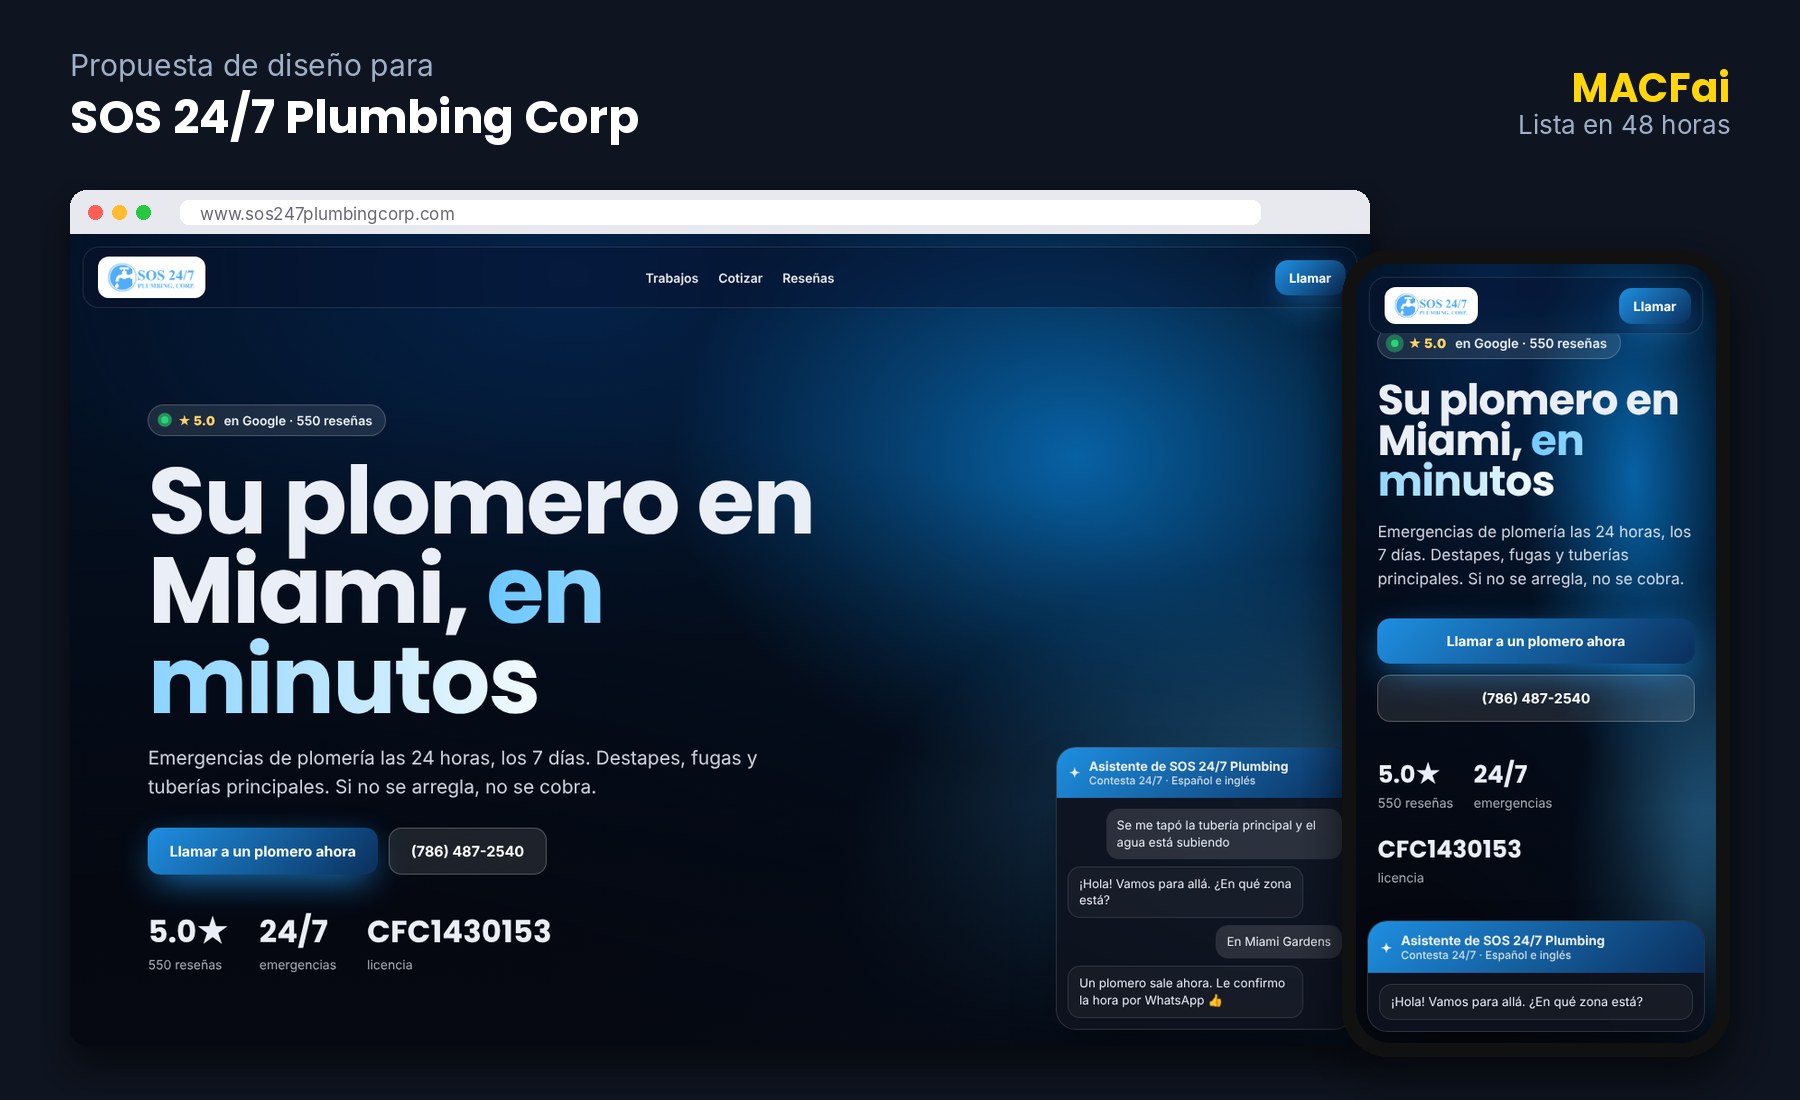 Propuesta de diseño para
SOS 24/7 Plumbing Corp
MACFai
Lista en 48 horas
www.sos247plumbingcorp.com
SOS 24/7
PLUMBING, CORP.
Trabajos Cotizar Reseñas
Llamar
★ 5.0 en Google · 550 reseñas
Su plomero en
Miami, en
minutos
Emergencias de plomería las 24 horas, los 7 días. Destapes, fugas y
tuberías principales. Si no se arregla, no se cobra.
Llamar a un plomero ahora
(786) 487-2540
5.0★ 24/7 CFC1430153
550 reseñas emergencias licencia
✦ Asistente de SOS 24/7 Plumbing
Contesta 24/7 · Español e inglés
Se me tapó la tubería principal y el
agua está subiendo
¡Hola! Vamos para allá. ¿En qué zona
está?
En Miami Gardens
Un plomero sale ahora. Le confirmo
la hora por WhatsApp 👍
SOS 24/7
PLUMBING, CORP.
Llamar
★ 5.0 en Google · 550 reseñas
Su plomero en
Miami, en
minutos
Emergencias de plomería las 24 horas, los
7 días. Destapes, fugas y tuberías
principales. Si no se arregla, no se cobra.
Llamar a un plomero ahora
(786) 487-2540
5.0★ 24/7
550 reseñas emergencias
CFC1430153
licencia
✦ Asistente de SOS 24/7 Plumbing
Contesta 24/7 · Español e inglés
¡Hola! Vamos para allá. ¿En qué zona está?